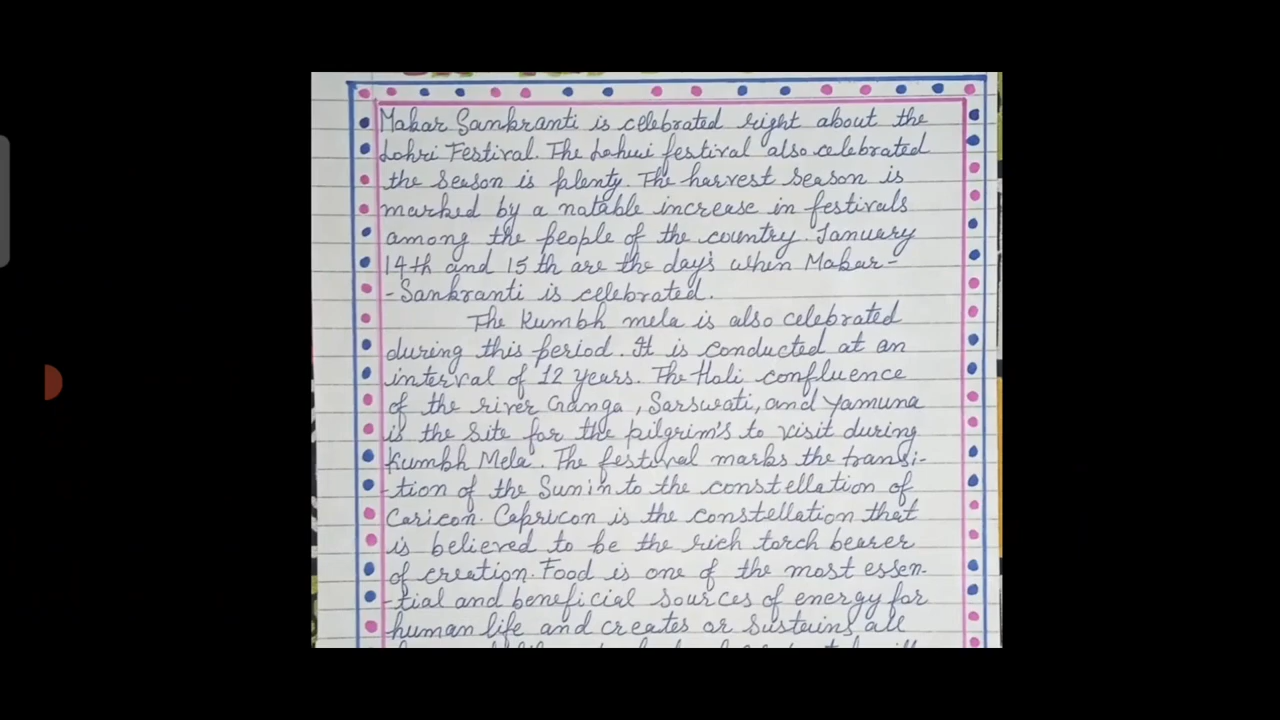 Makar Sankranti is celebrated right about the
Lohri Festival. The Lohri festival also celebrated
the season is plenty. The harvest season is
marked by a notable increase in festivals
among the people of the country. January
14th and 15th are the day's when Makar-
-Sankranti is celebrated.
The Kumbh mela is also celebrated
during this period. It is conducted at an
interval of 12 years. The Holi confluence
of the river Ganga, Sarswati, and Yamuna
is the site for the pilgrim's to visit during
Kumbh Mela. The festival marks the transi-
-tion of the Sun in to the constellation of
Caricon. Capricon is the constellation that
is believed to be the rich torch bearer
of creation. Food is one of the most essen-
-tial and beneficial sources of energy for
human life and creates or sustains all